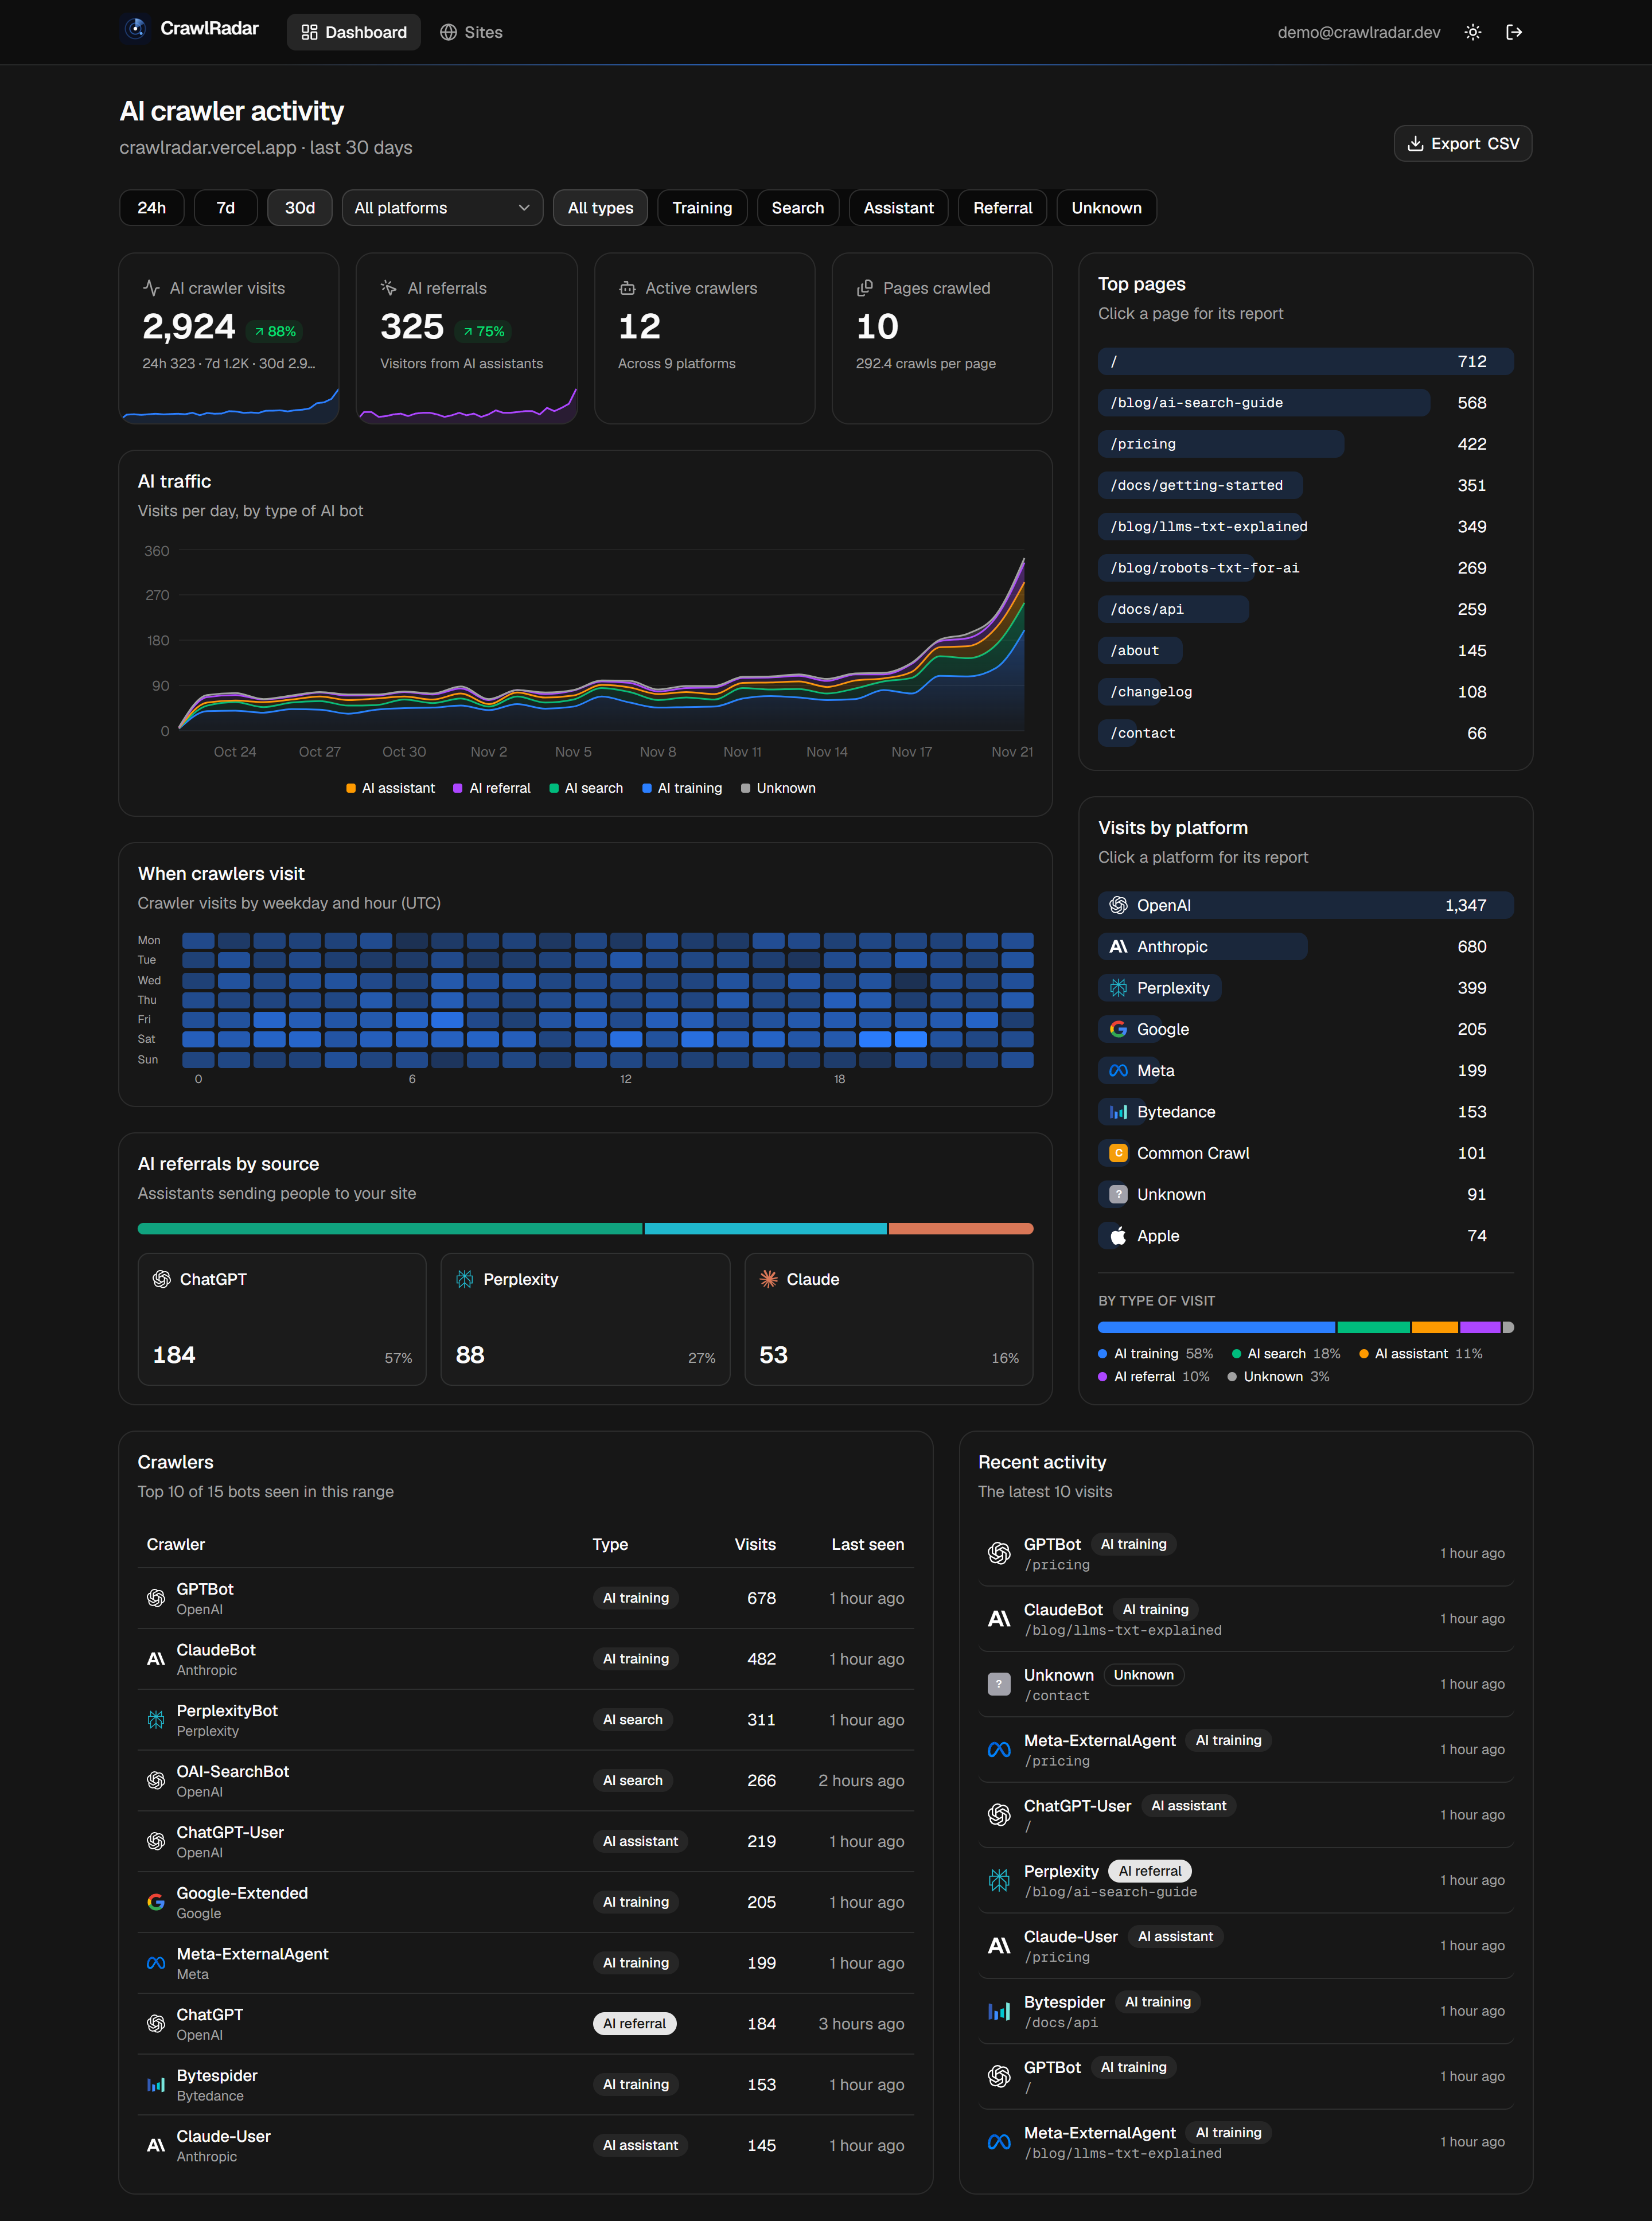 CrawlRadar
Dashboard
Sites
demo@crawlradar.dev
AI crawler activity
crawlradar.vercel.app · last 30 days
Export CSV
24h
7d
30d
All platforms
All types
Training
Search
Assistant
Referral
Unknown
AI crawler visits
2,924
88%
24h 323 · 7d 1.2K · 30d 2.9...
AI referrals
325
75%
Visitors from AI assistants
Active crawlers
12
Across 9 platforms
Pages crawled
10
292.4 crawls per page
Top pages
Click a page for its report
/ 712
/blog/ai-search-guide 568
/pricing 422
/docs/getting-started 351
/blog/llms-txt-explained 349
/blog/robots-txt-for-ai 269
/docs/api 259
/about 145
/changelog 108
/contact 66
AI traffic
Visits per day, by type of AI bot
360
270
180
90
0
Oct 24 Oct 27 Oct 30 Nov 2 Nov 5 Nov 8 Nov 11 Nov 14 Nov 17 Nov 21
AI assistant AI referral AI search AI training Unknown
When crawlers visit
Crawler visits by weekday and hour (UTC)
Mon
Tue
Wed
Thu
Fri
Sat
Sun
0 6 12 18
Visits by platform
Click a platform for its report
OpenAI 1,347
Anthropic 680
Perplexity 399
Google 205
Meta 199
Bytedance 153
C Common Crawl 101
? Unknown 91
Apple 74
BY TYPE OF VISIT
AI training 58% AI search 18% AI assistant 11%
AI referral 10% Unknown 3%
AI referrals by source
Assistants sending people to your site
ChatGPT
184 57%
Perplexity
88 27%
Claude
53 16%
Crawlers
Top 10 of 15 bots seen in this range
Crawler Type Visits Last seen
GPTBot
OpenAI
AI training 678 1 hour ago
ClaudeBot
Anthropic
AI training 482 1 hour ago
PerplexityBot
Perplexity
AI search 311 1 hour ago
OAI-SearchBot
OpenAI
AI search 266 2 hours ago
ChatGPT-User
OpenAI
AI assistant 219 1 hour ago
Google-Extended
Google
AI training 205 1 hour ago
Meta-ExternalAgent
Meta
AI training 199 1 hour ago
ChatGPT
OpenAI
AI referral 184 3 hours ago
Bytespider
Bytedance
AI training 153 1 hour ago
Claude-User
Anthropic
AI assistant 145 1 hour ago
Recent activity
The latest 10 visits
GPTBot AI training
/pricing
1 hour ago
ClaudeBot AI training
/blog/llms-txt-explained
1 hour ago
? Unknown Unknown
/contact
1 hour ago
Meta-ExternalAgent AI training
/pricing
1 hour ago
ChatGPT-User AI assistant
/
1 hour ago
Perplexity AI referral
/blog/ai-search-guide
1 hour ago
Claude-User AI assistant
/pricing
1 hour ago
Bytespider AI training
/docs/api
1 hour ago
GPTBot AI training
/
1 hour ago
Meta-ExternalAgent AI training
/blog/llms-txt-explained
1 hour ago